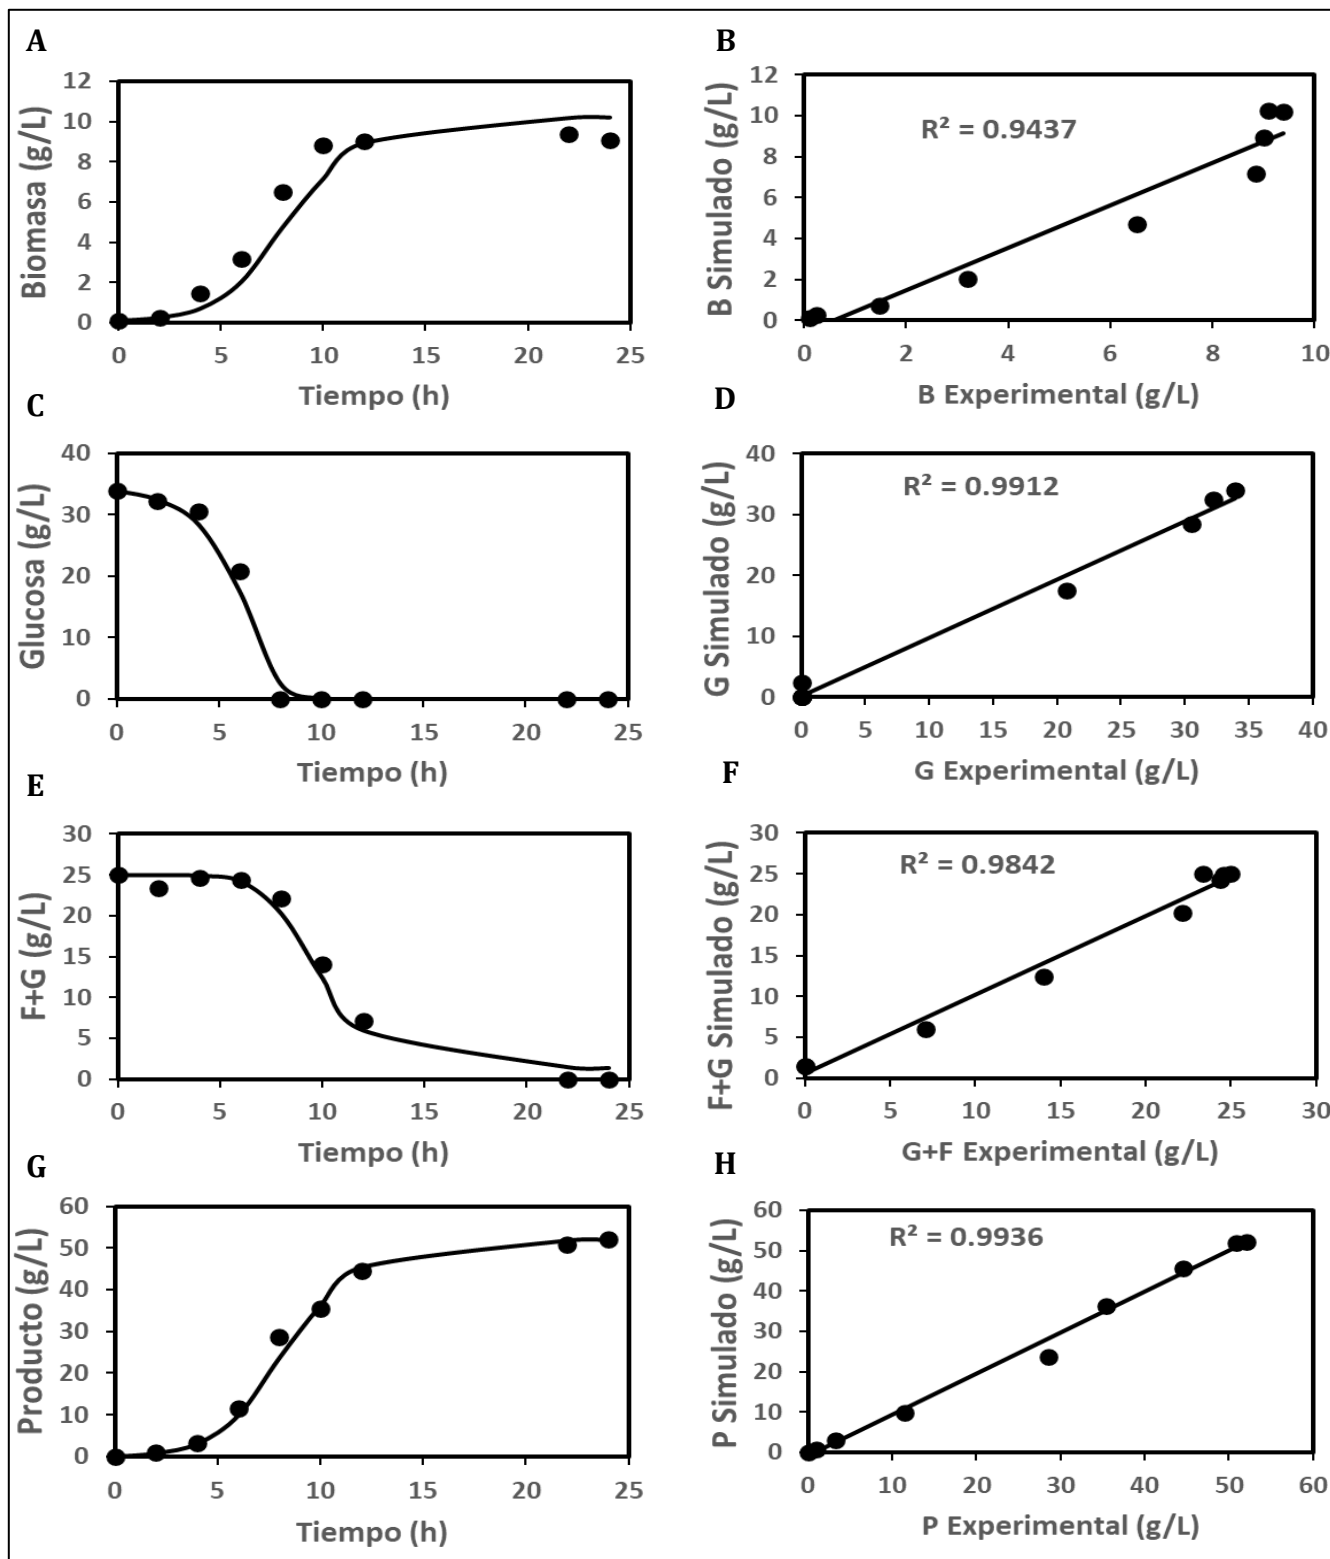 A
Biomasa (g/L)
12
10
8
6
4
2
0
0 5 10 15 20 25
Tiempo (h)
B
B Simulado (g/L)
12
10
8
6
4
2
0
R² = 0.9437
0 2 4 6 8 10
B Experimental (g/L)
C
Glucosa (g/L)
40
30
20
10
0
0 5 10 15 20 25
Tiempo (h)
D
G Simulado (g/L)
40
30
20
10
0
R² = 0.9912
0 5 10 15 20 25 30 35 40
G Experimental (g/L)
E
F+G (g/L)
30
25
20
15
10
5
0
0 5 10 15 20 25
Tiempo (h)
F
F+G Simulado (g/L)
30
25
20
15
10
5
0
R² = 0.9842
0 5 10 15 20 25 30
G+F Experimental (g/L)
G
Producto (g/L)
60
50
40
30
20
10
0
0 5 10 15 20 25
Tiempo (h)
H
P Simulado (g/L)
60
50
40
30
20
10
0
R² = 0.9936
0 10 20 30 40 50 60
P Experimental (g/L)